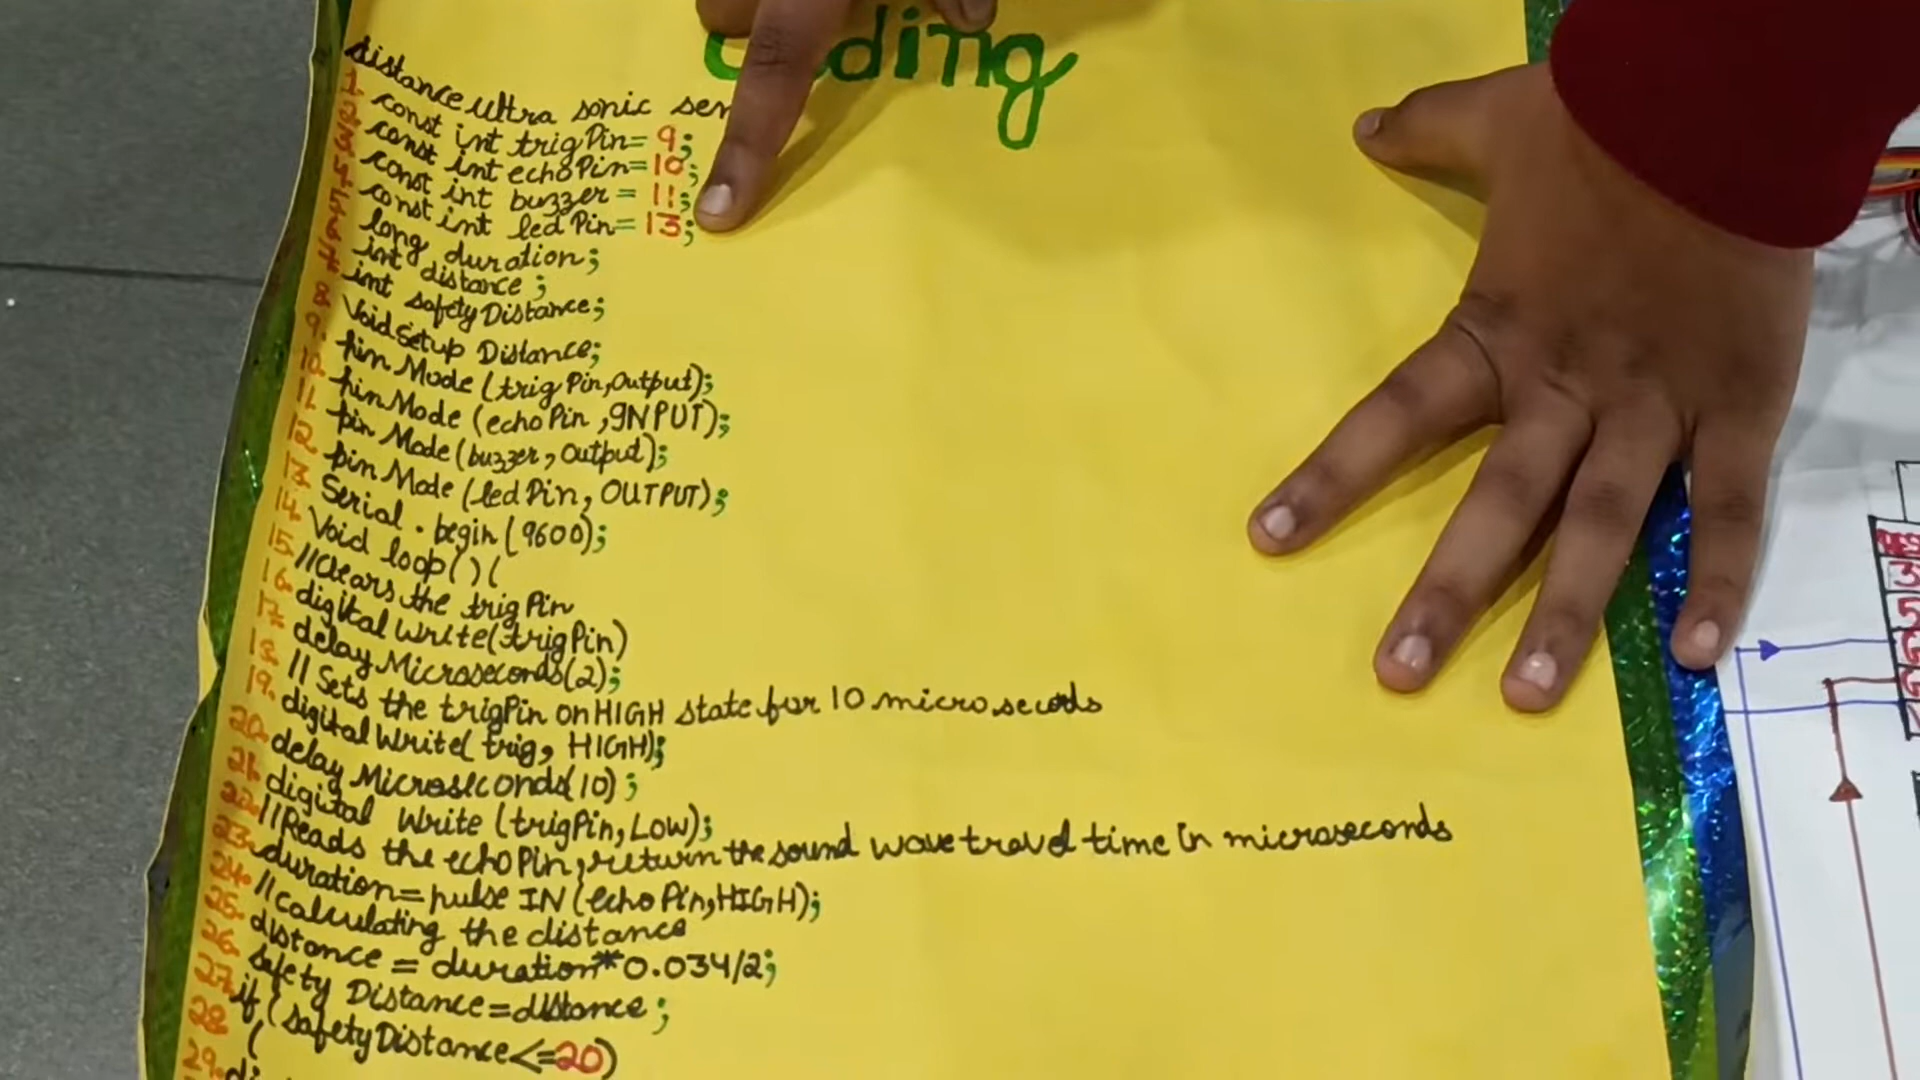 ding
distance ultra sonic sen
1. const int trigPin= 9;
2. const int echoPin=10;
3. const int buzzer = 11;
4. const int led Pin= 13;
5. long duration;
6. int distance;
7. int safety Distance;
8. Void Setup Distance;
9. pin Mode (trig Pin, Output);
10. pinMode (echo Pin, INPUT);
11. pin Mode (buzzer, Output);
12. pin Mode (led Pin, OUTPUT);
13. Serial. begin (9600);
14. Void loop() (
15. //Clears the trig Pin
16. digital Write(trigPin)
17. delay Microseconds(2);
18. // Sets the trigPin on HIGH state for 10 micro seconds
19. digital Write( trig, HIGH);
20. delay Microseconds(10);
21. digital Write (trigPin, Low);
22. //Reads the echo Pin, return the sound wave travel time in microseconds
23. duration= pulse IN (echo Pin, HIGH);
24. //calculating the distance
25. distance = duration*0.034/2;
26. Safety Distance=distance;
27. if (safety Distance<=20)
28. (
29. di